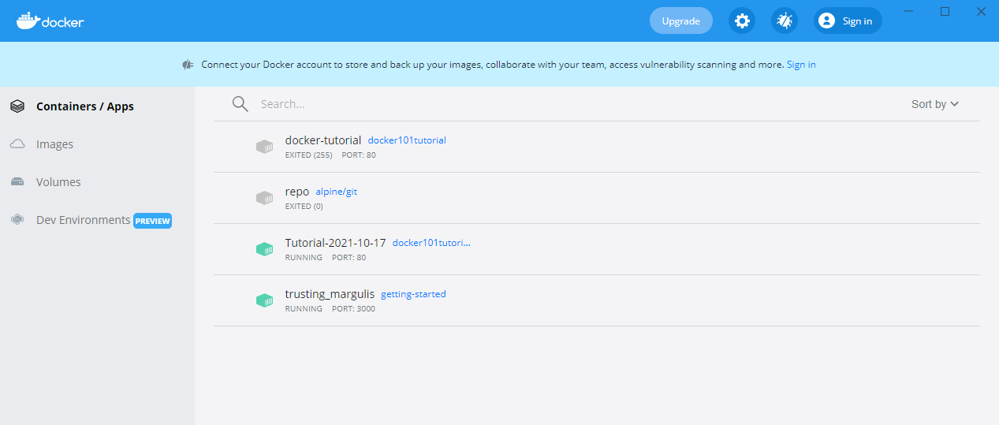 docker
Upgrade
Sign in
Connect your Docker account to store and back up your images, collaborate with your team, access vulnerability scanning and more. Sign in
Containers / Apps
Images
Volumes
Dev Environments PREVIEW
Search...
Sort by
docker-tutorial docker101tutorial
EXITED (255) PORT: 80
repo alpine/git
EXITED (0)
Tutorial-2021-10-17 docker101tutori...
RUNNING PORT: 80
trusting_margulis getting-started
RUNNING PORT: 3000